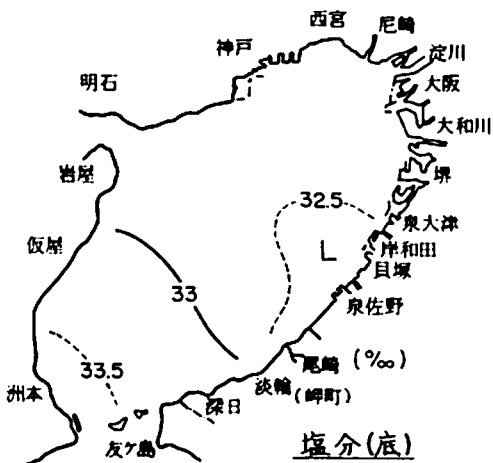 西宮
尼崎
神戸
淀川
明石
大阪
大和川
岩屋
堺
32.5
泉大津
仮屋
L
岸和田
貝塚
33
泉佐野
33.5
尾崎 (‰)
洲本
淡輪
(岬町)
深日
友ケ島
塩分(底)